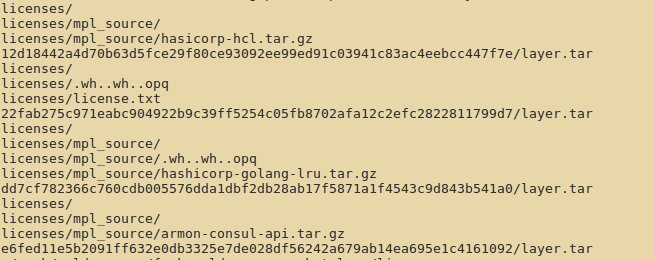 licenses/
licenses/mpl_source/
licenses/mpl_source/hasicorp-hcl.tar.gz
12d18442a4d70b63d5fce29f80ce93092ee99ed91c03941c83ac4eebcc447f7e/layer.tar
licenses/
licenses/.wh..wh..opq
licenses/license.txt
22fab275c971eabc904922b9c39ff5254c05fb8702afa12c2efc2822811799d7/layer.tar
licenses/
licenses/mpl_source/
licenses/mpl_source/.wh..wh..opq
licenses/mpl_source/hashicorp-golang-lru.tar.gz
dd7cf782366c760cdb005576dda1dbf2db28ab17f5871a1f4543c9d843b541a0/layer.tar
licenses/
licenses/mpl_source/
licenses/mpl_source/armon-consul-api.tar.gz
e6fed11e5b2091ff632e0db3325e7de028df56242a679ab14ea695e1c4161092/layer.tar